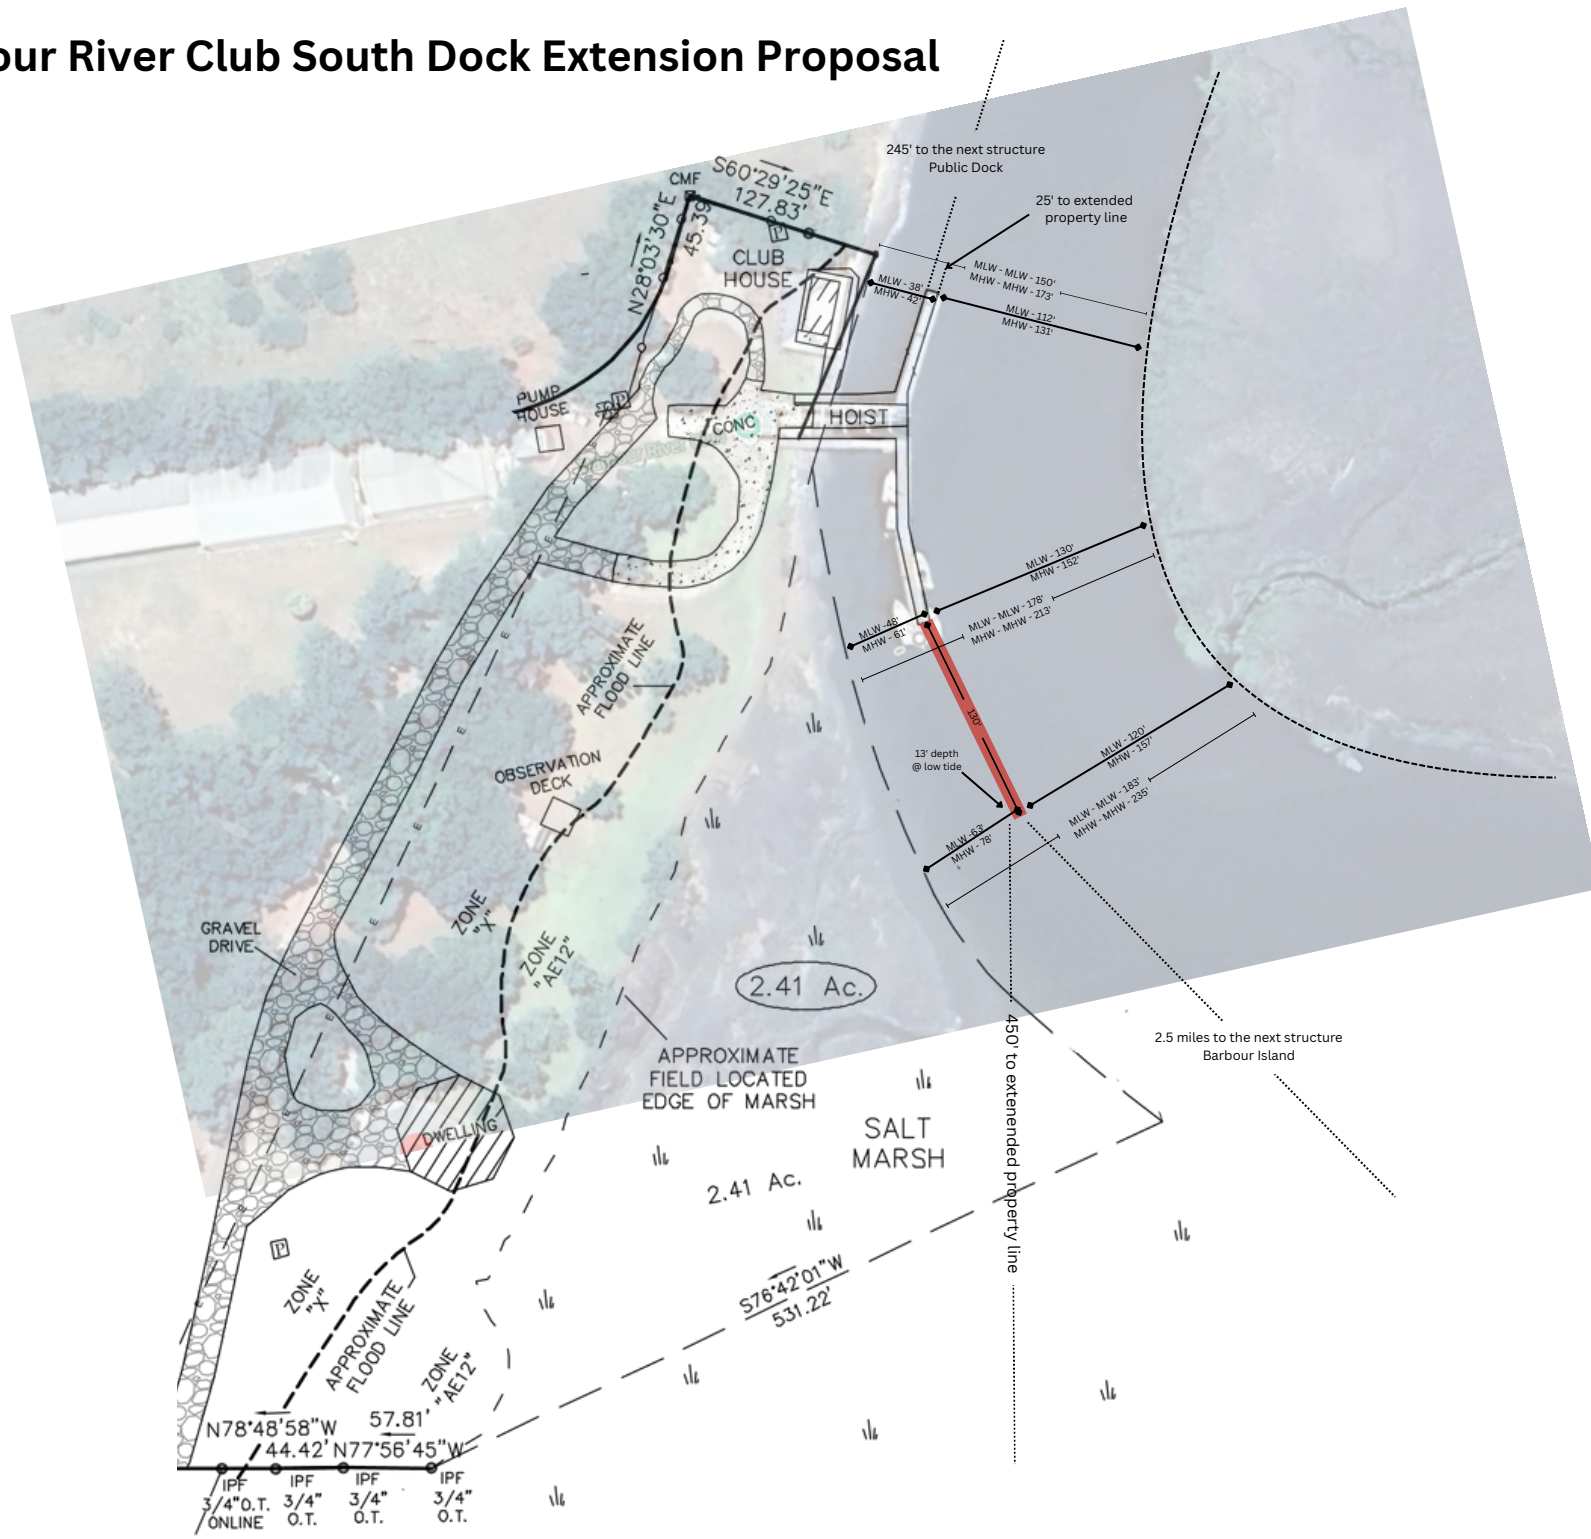 our River Club South Dock Extension Proposal
245' to the next structure
Public Dock
25' to extended
property line
CMF
S60°29'25"E
127.83'
N28°03'30"E
45.39
CLUB
HOUSE
MLW - MLW - 150'
MHW - MHW - 173'
MLW - 38'
MHW - 42'
MLW - 112'
MHW - 131'
PUMP
HOUSE
P
P
CONC
HOIST
MLW - 130'
MHW - 152'
MLW - MLW - 178'
MHW - MHW - 213'
MLW -48'
MHW - 61'
APPROXIMATE
FLOOD LINE
130'
13' depth
@ low tide
OBSERVATION
DECK
MLW - 120'
MHW - 157'
MLW - MLW - 183'
MHW - MHW - 235'
MLW -63'
MHW - 78'
GRAVEL
DRIVE
ZONE
"X"
ZONE
"AE12"
2.41 Ac.
450' to extenended property line
2.5 miles to the next structure
Barbour Island
APPROXIMATE
FIELD LOCATED
EDGE OF MARSH
DWELLING
SALT
MARSH
2.41 Ac.
P
ZONE
"X"
APPROXIMATE
FLOOD LINE
ZONE
"AE12"
S76°42'01"W
531.22'
N78°48'58"W
57.81'
44.42'
N77°56'45"W
IPF
3/4"O.T.
ONLINE
IPF
3/4"
O.T.
IPF
3/4"
O.T.
IPF
3/4"
O.T.
E
E
E
E
E
E
E
E
E